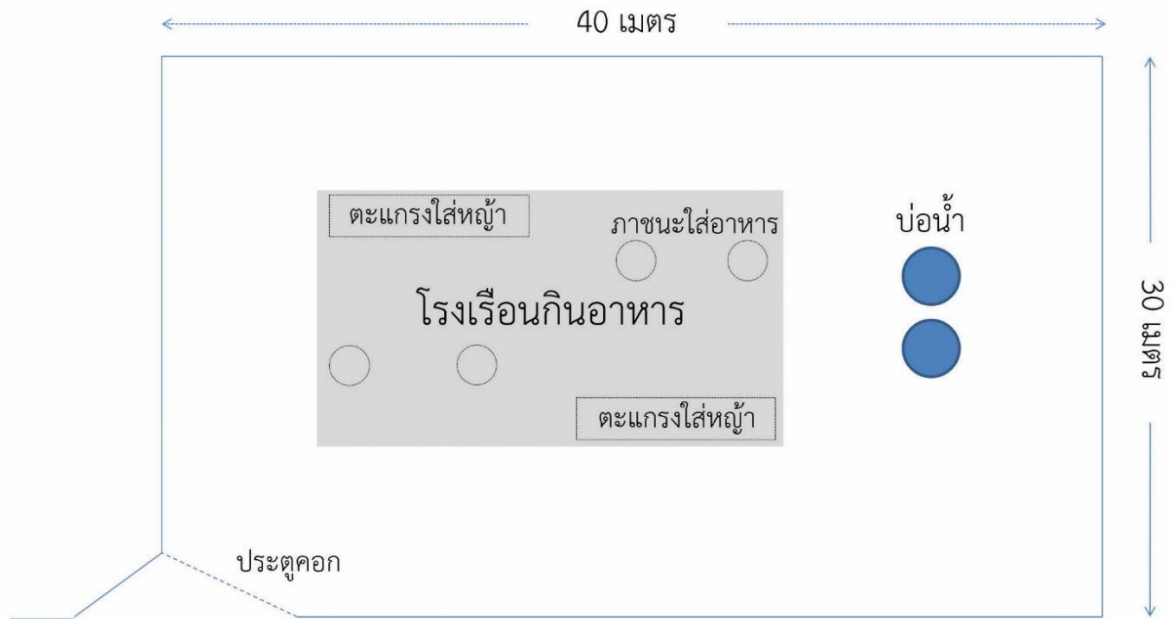 40 เมตร
ตะแกรงใส่หญ้า
ภาชนะใส่อาหาร
บ่อน้ำ
โรงเรือนกินอาหาร
30 เมตร
ตะแกรงใส่หญ้า
ประตูคอก